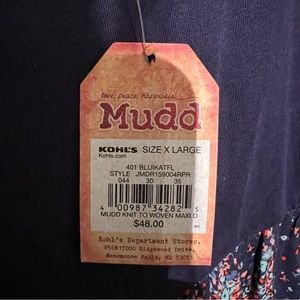 love, peace, happiness
Mudd
KOHL'S SIZE X LARGE
Kohls.com
401 BLUIKATFL
STYLE JMDR159004RPR
044 30 35
4 00987 34282 5
MUDD KNIT TO WOVEN MAXI D
$48.00
Kohl's Department Stores,
N56W17000 Ridgewood Drive,
Menomonee Falls, WI 53051